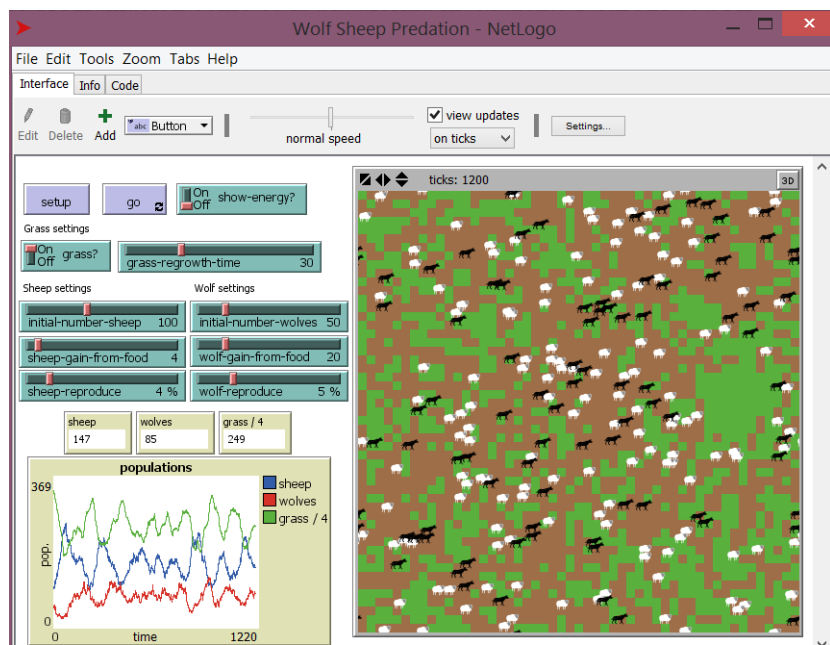 Wolf Sheep Predation - NetLogo
File Edit Tools Zoom Tabs Help
Interface Info Code
Edit Delete Add abc Button normal speed view updates on ticks Settings...
setup go On Off show-energy?
ticks: 1200 3D
Grass settings
On Off grass? grass-regrowth-time 30
Sheep settings Wolf settings
initial-number-sheep 100 initial-number-wolves 50
sheep-gain-from-food 4 wolf-gain-from-food 20
sheep-reproduce 4 % wolf-reproduce 5 %
sheep wolves grass / 4
147 85 249
populations
369
pop.
0
0 time 1220
sheep
wolves
grass / 4